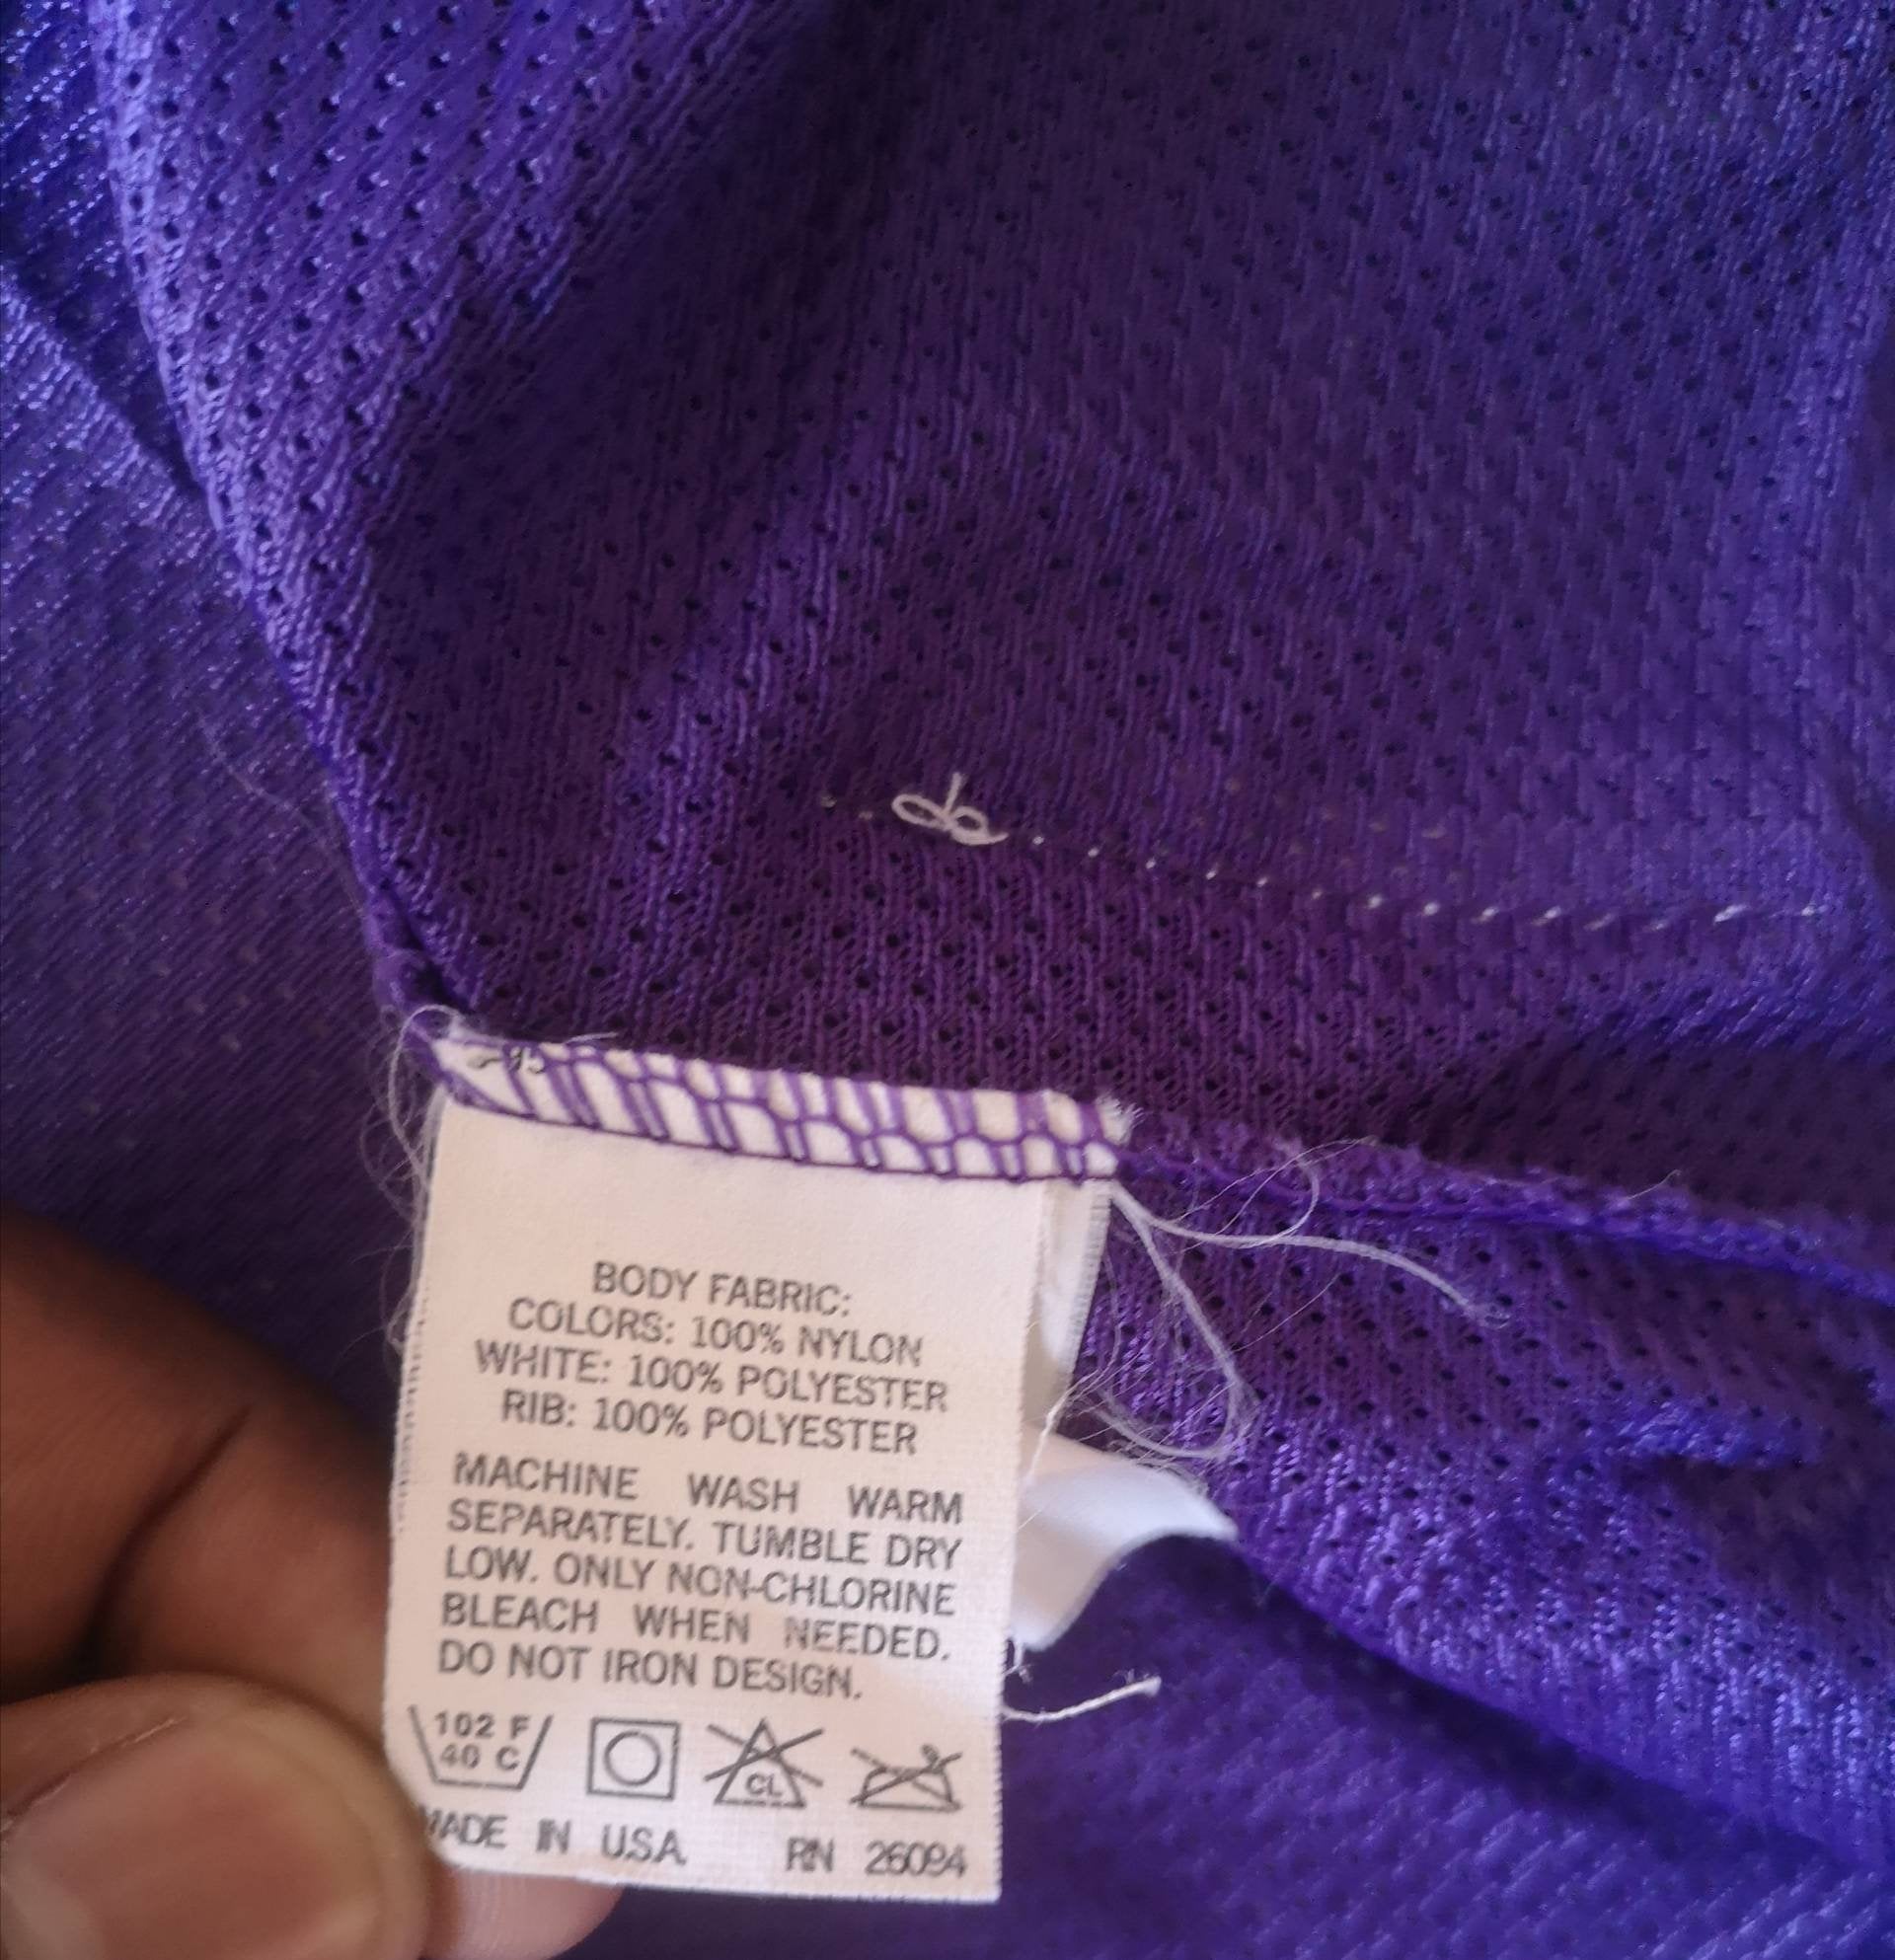 BODY FABRIC:
COLORS: 100% NYLON
WHITE: 100% POLYESTER
RIB: 100% POLYESTER
MACHINE WASH WARM
SEPARATELY. TUMBLE DRY
LOW. ONLY NON-CHLORINE
BLEACH WHEN NEEDED.
DO NOT IRON DESIGN.
102 F
40 C
CL
MADE IN U.S.A. RN 26094